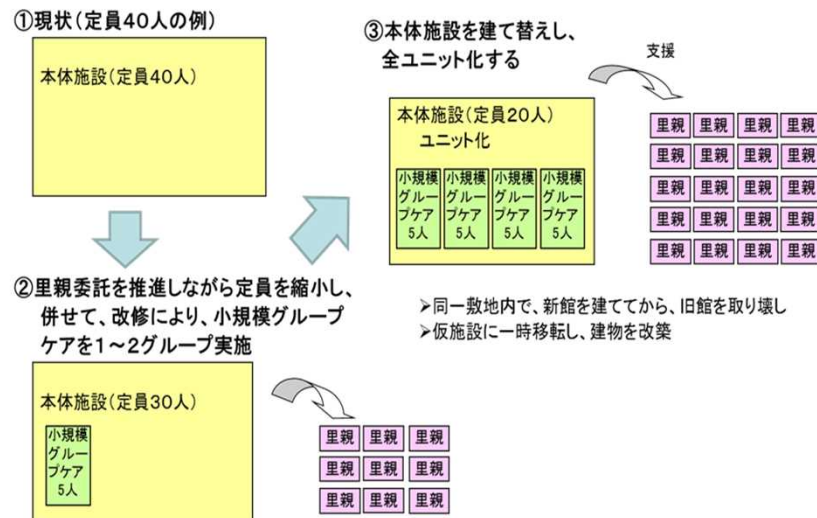 ①現状(定員40人の例)
本体施設(定員40人)
②里親委託を推進しながら定員を縮小し、
併せて、改修により、小規模グループ
ケアを1～2グループ実施
本体施設(定員30人)
小規模
グルー
プケア
5人
里親 里親 里親
里親 里親 里親
里親 里親 里親
③本体施設を建て替えし、
全ユニット化する
支援
本体施設(定員20人)
ユニット化
小規模 小規模 小規模 小規模
グルー グルー グルー グルー
プケア プケア プケア プケア
5人 5人 5人 5人
里親 里親 里親 里親
里親 里親 里親 里親
里親 里親 里親 里親
里親 里親 里親 里親
里親 里親 里親 里親
➢同一敷地内で、新館を建ててから、旧館を取り壊し
➢仮施設に一時移転し、建物を改築